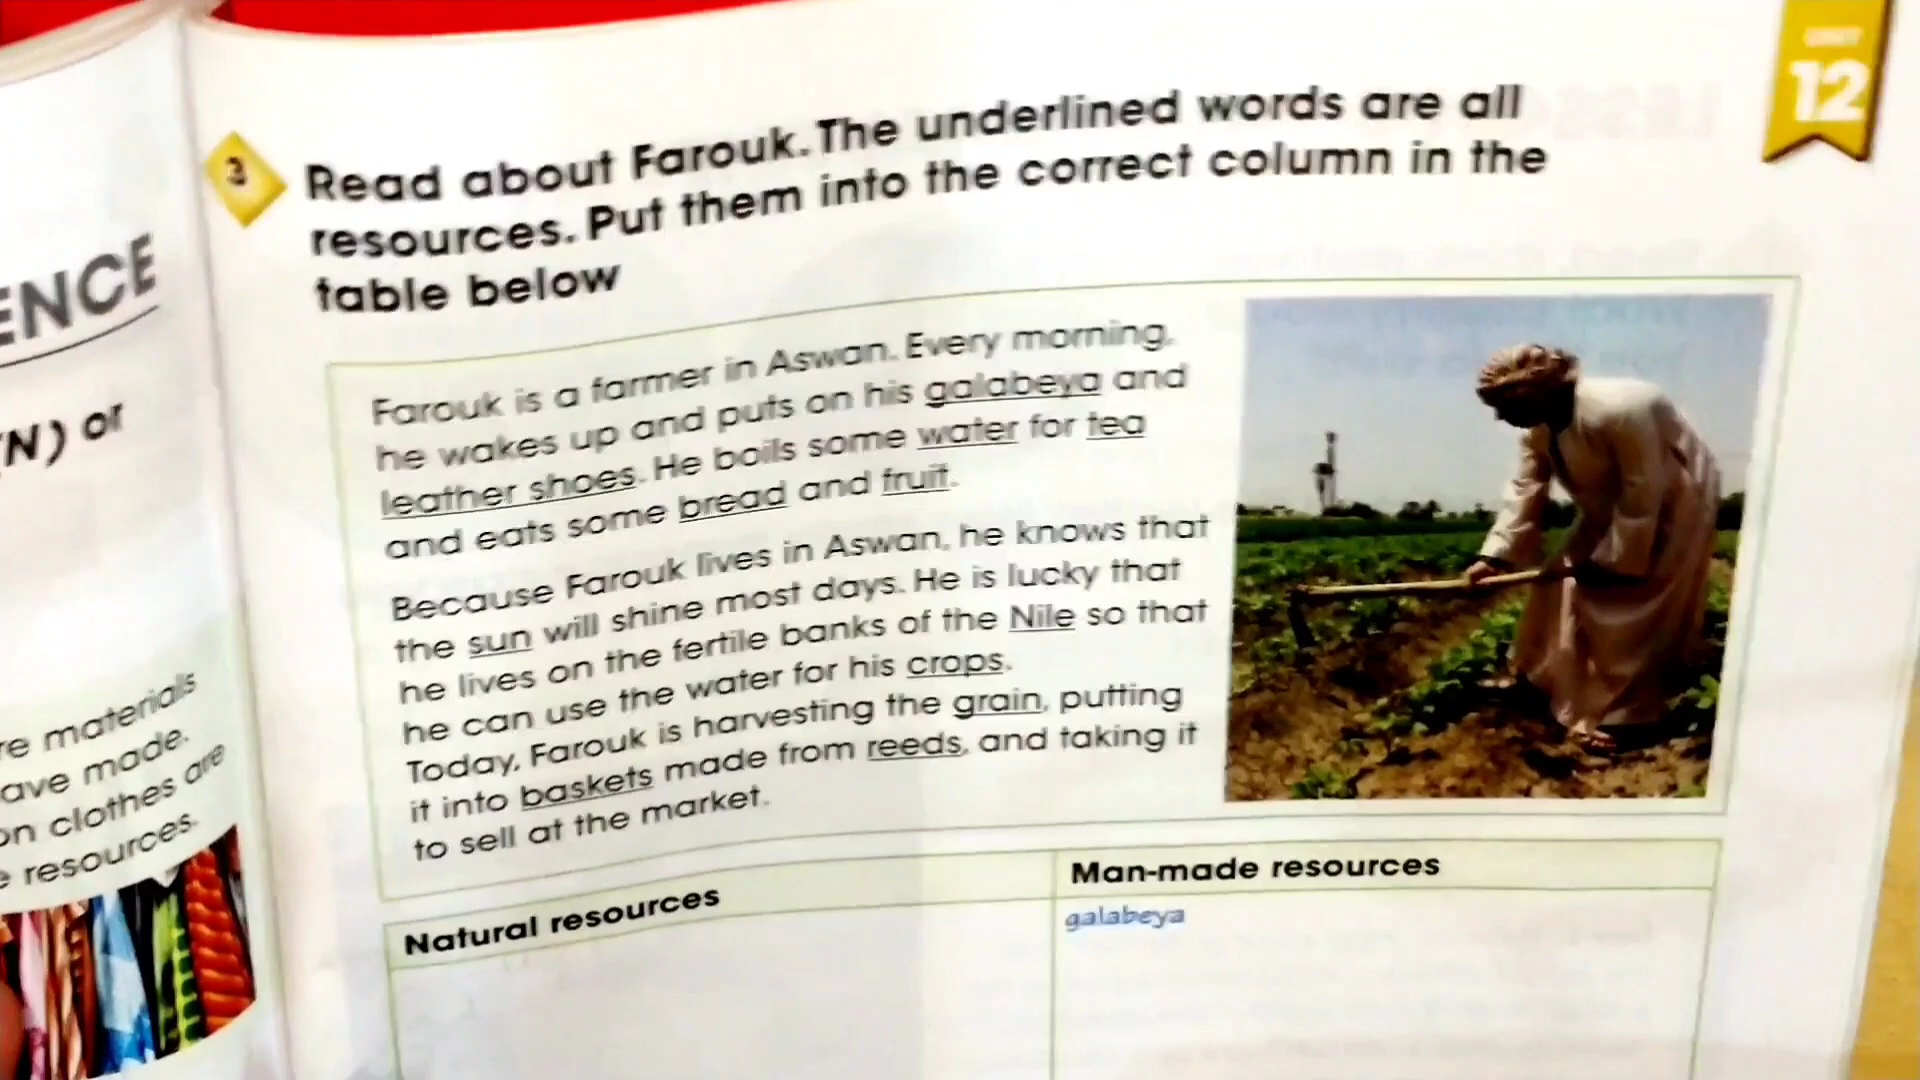 UNIT
12
3
Read about Farouk. The underlined words are all
resources. Put them into the correct column in the
table below
Farouk is a farmer in Aswan. Every morning,
he wakes up and puts on his galabeya and
leather shoes. He boils some water for tea
and eats some bread and fruit.
Because Farouk lives in Aswan, he knows that
the sun will shine most days. He is lucky that
he lives on the fertile banks of the Nile so that
he can use the water for his crops.
Today, Farouk is harvesting the grain, putting
it into baskets made from reeds, and taking it
to sell at the market.
Natural resources
Man-made resources
galabeya
ENCE
(N) or
re materials
ave made.
on clothes are
resources.